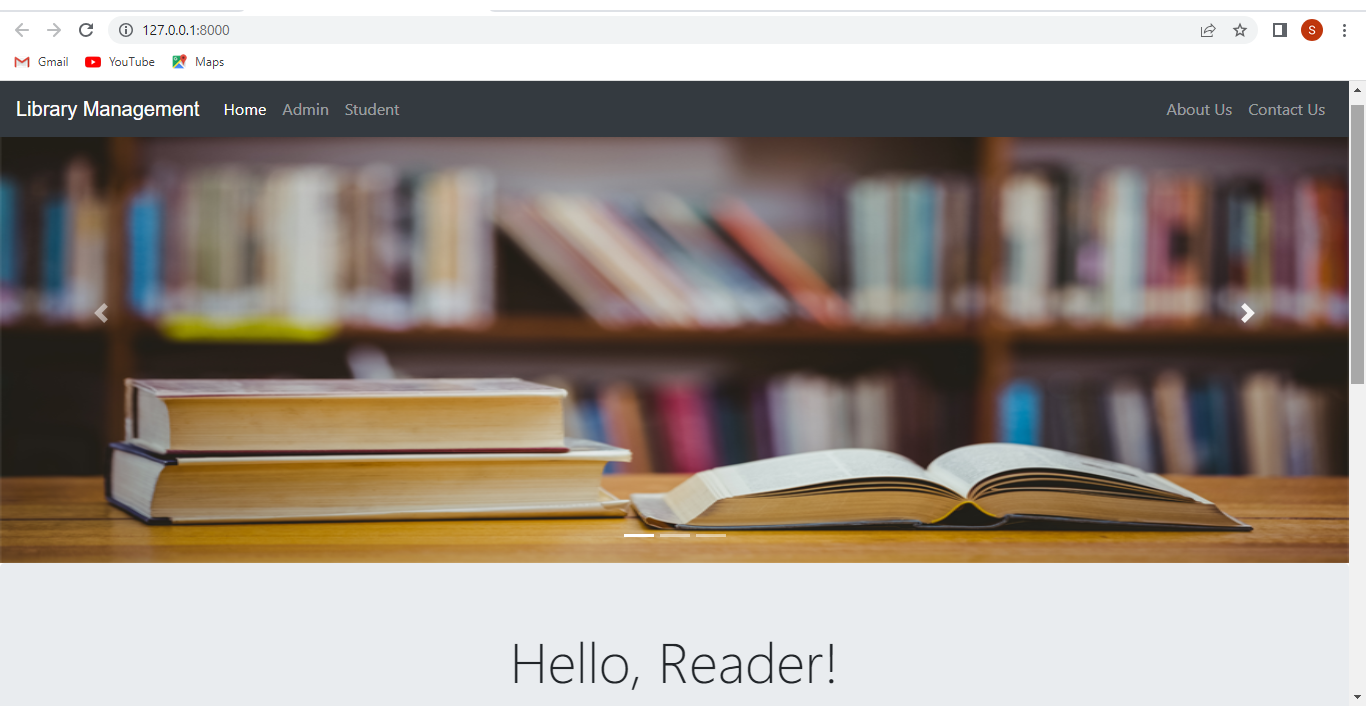 127.0.0.1:8000
S
Gmail YouTube Maps
Library Management Home Admin Student About Us Contact Us
Hello, Reader!